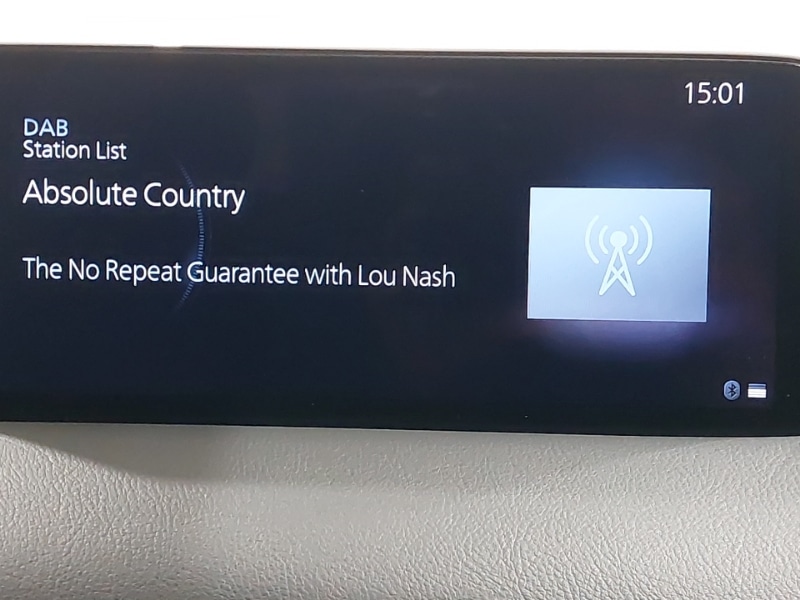 15:01
DAB
Station List
Absolute Country
The No Repeat Guarantee with Lou Nash